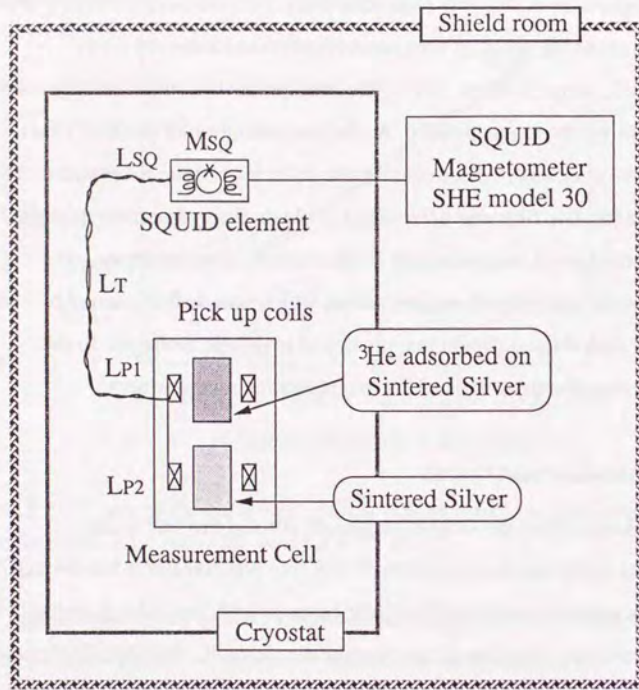 Shield room
SQUID
Magnetometer
SHE model 30
LSQ
MSQ
SQUID element
LT
Pick up coils
LP1
³He adsorbed on
Sintered Silver
LP2
Sintered Silver
Measurement Cell
Cryostat